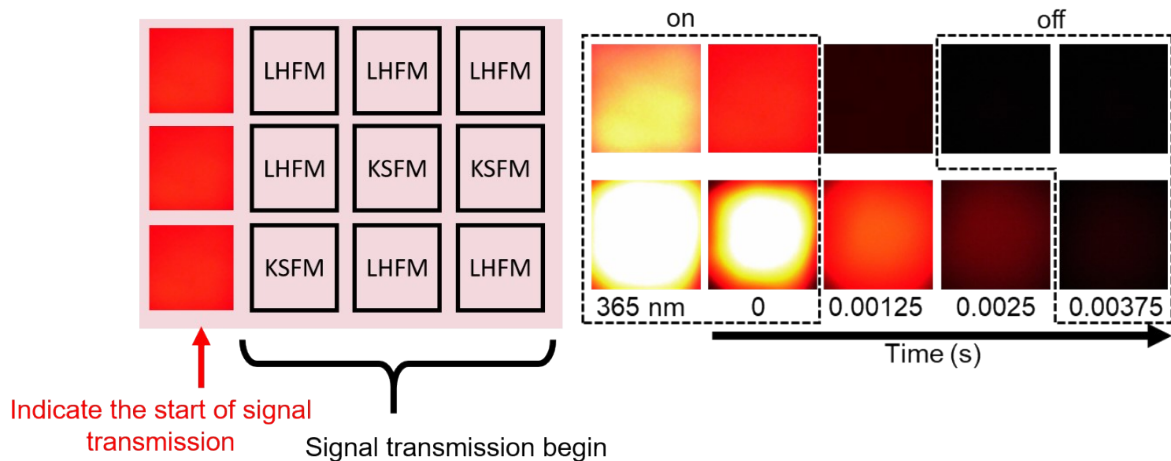 on
off
LHFM LHFM LHFM
LHFM KSFM KSFM
KSFM LHFM LHFM
365 nm 0 0.00125 0.0025 0.00375
Time (s)
Indicate the start of signal
transmission
Signal transmission begin